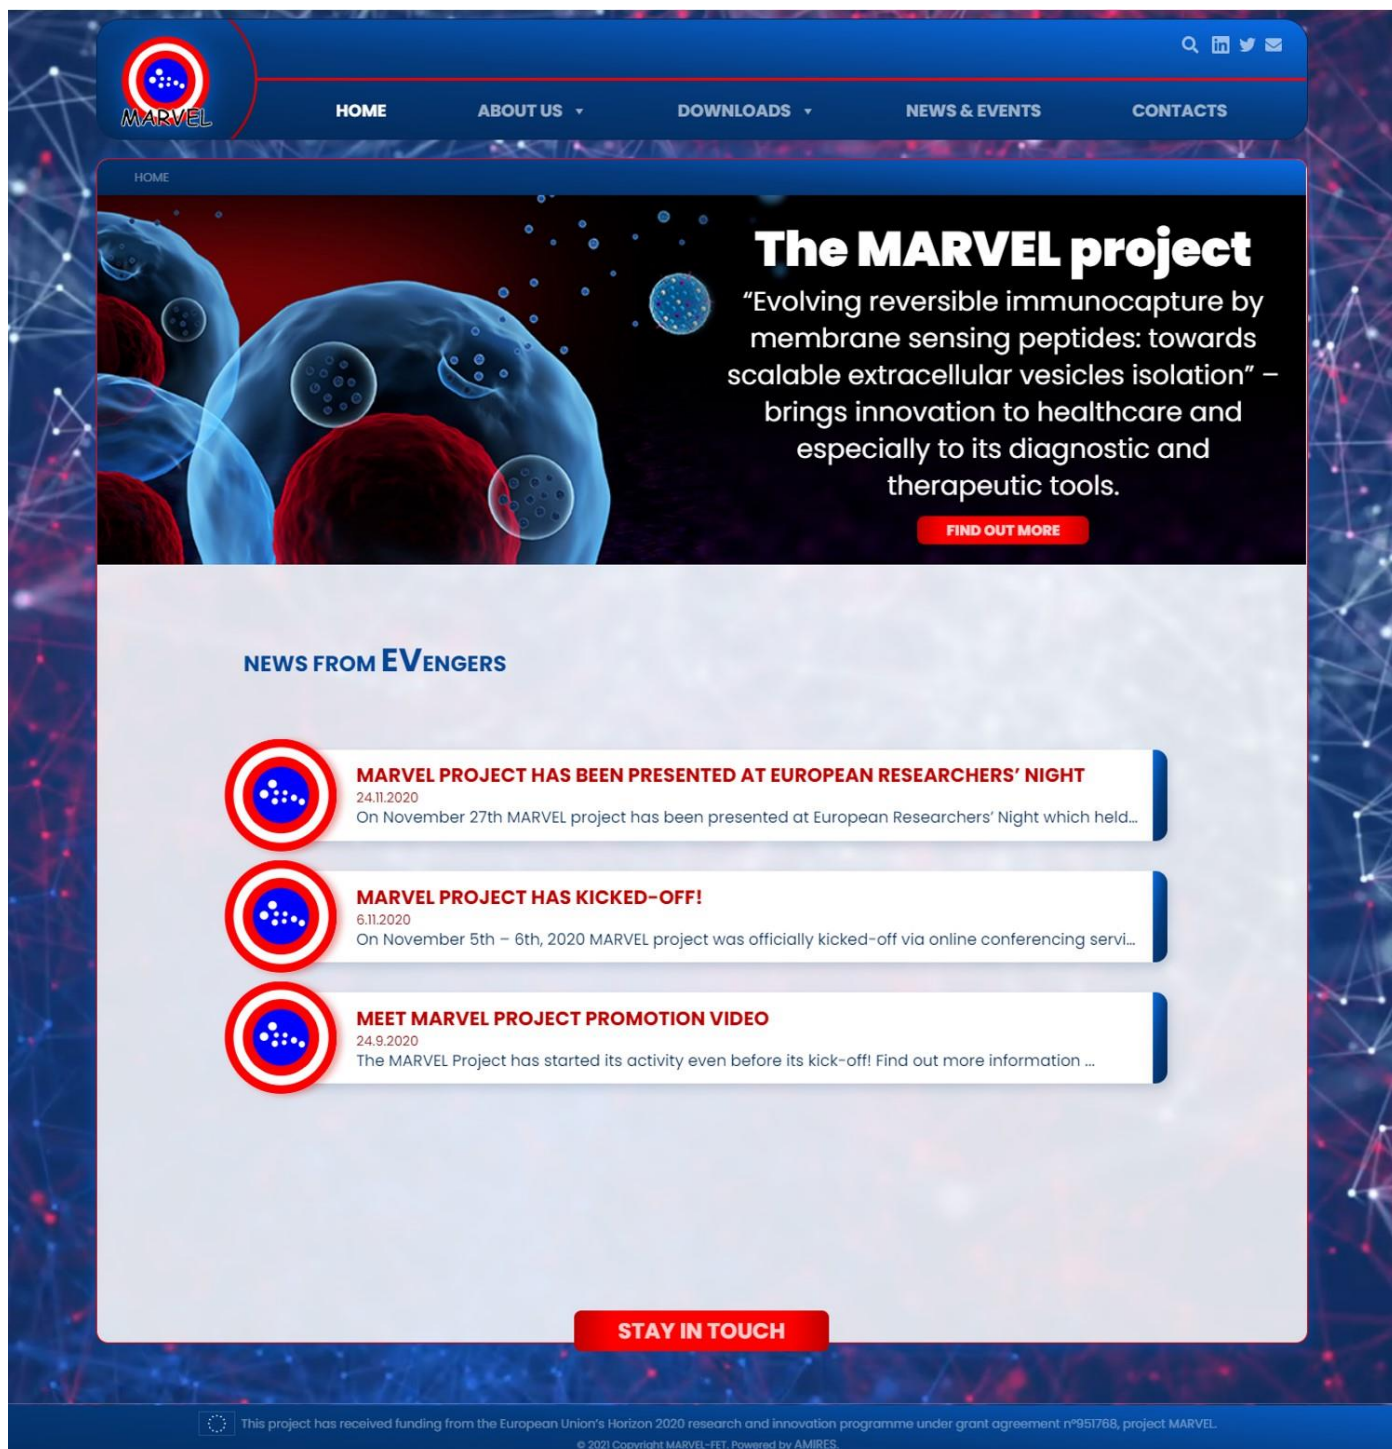 MARVEL
HOME
ABOUT US
DOWNLOADS
NEWS & EVENTS
CONTACTS
HOME
The MARVEL project
“Evolving reversible immunocapture by
membrane sensing peptides: towards
scalable extracellular vesicles isolation” –
brings innovation to healthcare and
especially to its diagnostic and
therapeutic tools.
FIND OUT MORE
NEWS FROM EVENGERS
MARVEL PROJECT HAS BEEN PRESENTED AT EUROPEAN RESEARCHERS’ NIGHT
24.11.2020
On November 27th MARVEL project has been presented at European Researchers’ Night which held...
MARVEL PROJECT HAS KICKED-OFF!
6.11.2020
On November 5th – 6th, 2020 MARVEL project was officially kicked-off via online conferencing servi...
MEET MARVEL PROJECT PROMOTION VIDEO
24.9.2020
The MARVEL Project has started its activity even before its kick-off! Find out more information ...
STAY IN TOUCH
This project has received funding from the European Union’s Horizon 2020 research and innovation programme under grant agreement nº951768, project MARVEL.
© 2021 Copyright MARVEL-FET. Powered by AMIRES.